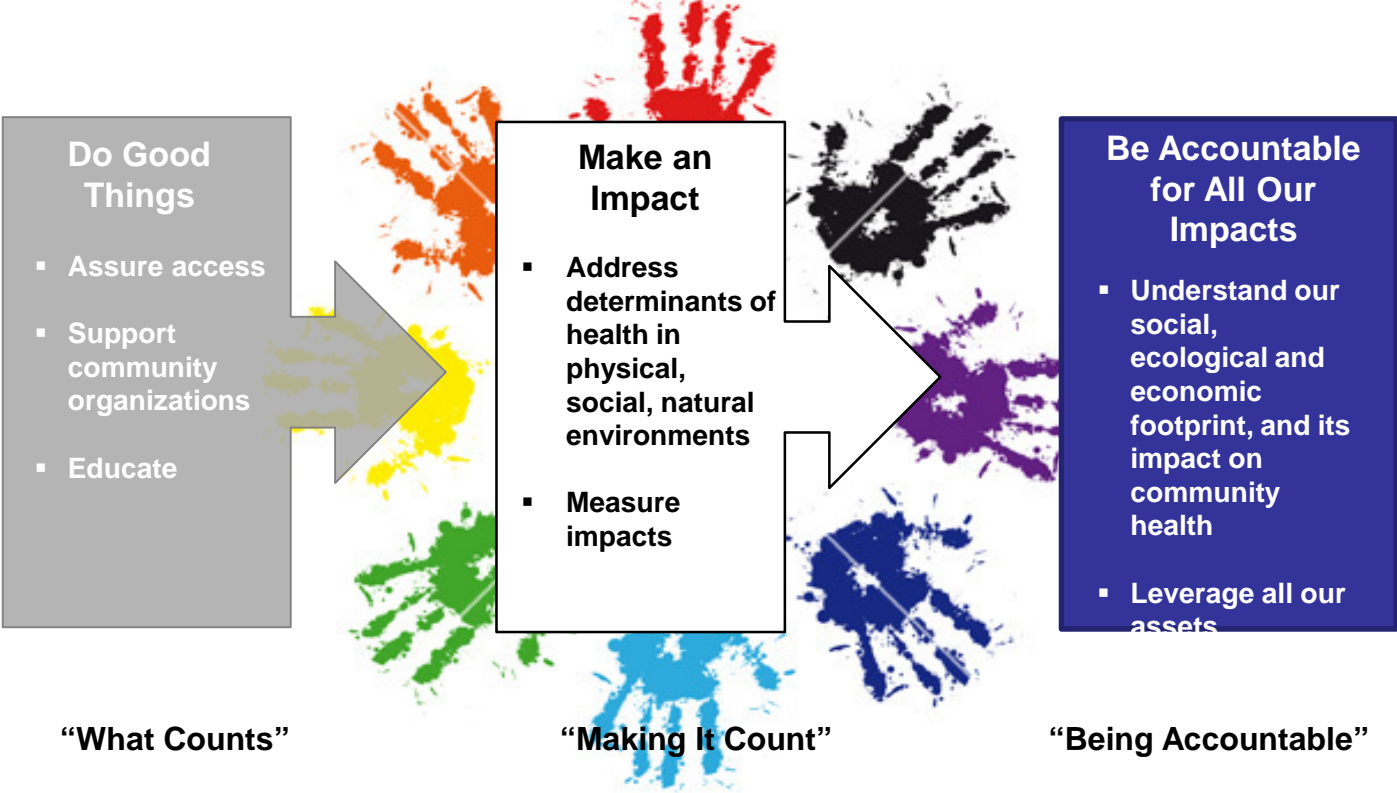 Do Good
Things
▪ Assure access
▪ Support
community
organizations
▪ Educate
Make an
Impact
▪ Address
determinants of
health in
physical,
social, natural
environments
▪ Measure
impacts
Be Accountable
for All Our
Impacts
▪ Understand our
social,
ecological and
economic
footprint, and its
impact on
community
health
▪ Leverage all our
assets
“What Counts”
“Making It Count”
“Being Accountable”